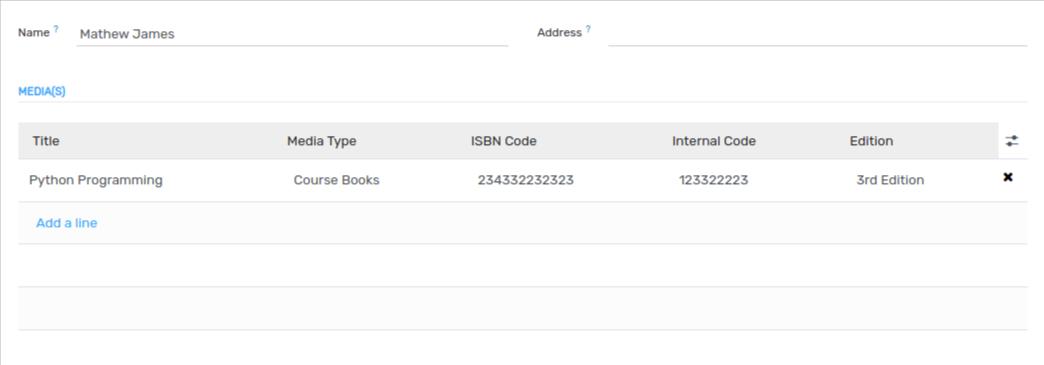 Name ? Mathew James Address ?
MEDIA(S)
Title Media Type ISBN Code Internal Code Edition
Python Programming Course Books 234332232323 123322223 3rd Edition
Add a line